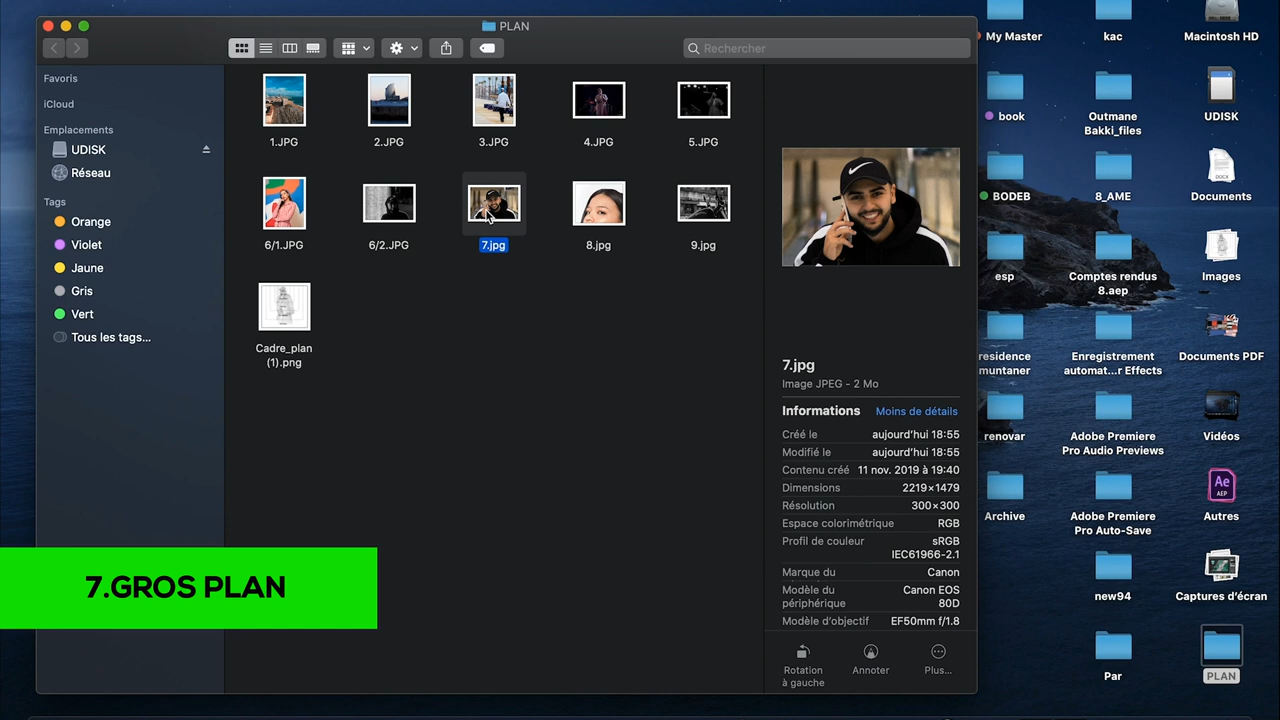 PLAN
Rechercher
Favoris
iCloud
Emplacements
UDISK
Réseau
Tags
Orange
Violet
Jaune
Gris
Vert
Tous les tags...
1.JPG
2.JPG
3.JPG
4.JPG
5.JPG
6/1.JPG
6/2.JPG
7.jpg
8.jpg
9.jpg
Cadre_plan
(1).png
7.jpg
Image JPEG - 2 Mo
Informations
Moins de détails
Créé le aujourd'hui 18:55
Modifié le aujourd'hui 18:55
Contenu créé 11 nov. 2019 à 19:40
Dimensions 2219×1479
Résolution 300×300
Espace colorimétrique RGB
Profil de couleur sRGB
IEC61966-2.1
Marque du Canon
Modèle du Canon EOS
périphérique 80D
Modèle d'objectif EF50mm f/1.8
Rotation
à gauche
Annoter
Plus...
7.GROS PLAN
My Master
kac
Macintosh HD
book
Outmane
Bakki_files
UDISK
BODEB
8_AME
Documents
DOCX
esp
Comptes rendus
8.aep
Images
residence
muntaner
Enregistrement
automat...r Effects
Documents PDF
renovar
Adobe Premiere
Pro Audio Previews
Vidéos
Archive
Adobe Premiere
Pro Auto-Save
Ae
AEP
Autres
new94
Captures d'écran
Par
PLAN